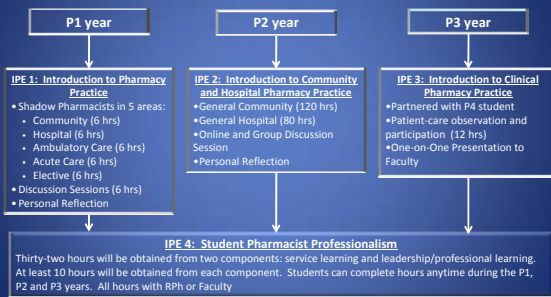 P1 year
P2 year
P3 year
IPE 1: Introduction to Pharmacy
Practice
•Shadow Pharmacists in 5 areas:
• Community (6 hrs)
• Hospital (6 hrs)
• Ambulatory Care (6 hrs)
• Acute Care (6 hrs)
• Elective (6 hrs)
•Discussion Sessions (6 hrs)
•Personal Reflection
IPE 2: Introduction to Community
and Hospital Pharmacy Practice
•General Community (120 hrs)
•General Hospital (80 hrs)
•Online and Group Discussion
Session
•Personal Reflection
IPE 3: Introduction to Clinical
Pharmacy Practice
•Partnered with P4 student
•Patient-care observation and
participation (12 hrs)
•One-on-One Presentation to
Faculty
IPE 4: Student Pharmacist Professionalism
Thirty-two hours will be obtained from two components: service learning and leadership/professional learning.
At least 10 hours will be obtained from each component. Students can complete hours anytime during the P1,
P2 and P3 years. All hours with RPh or Faculty